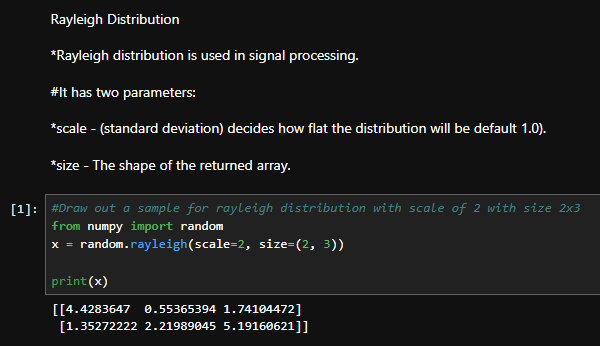 Rayleigh Distribution
*Rayleigh distribution is used in signal processing.
#It has two parameters:
*scale - (standard deviation) decides how flat the distribution will be default 1.0).
*size - The shape of the returned array.
[1]: #Draw out a sample for rayleigh distribution with scale of 2 with size 2x3
from numpy import random
x = random.rayleigh(scale=2, size=(2, 3))
print(x)
[[4.4283647  0.55365394 1.74104472]
 [1.35272222 2.21989045 5.19160621]]